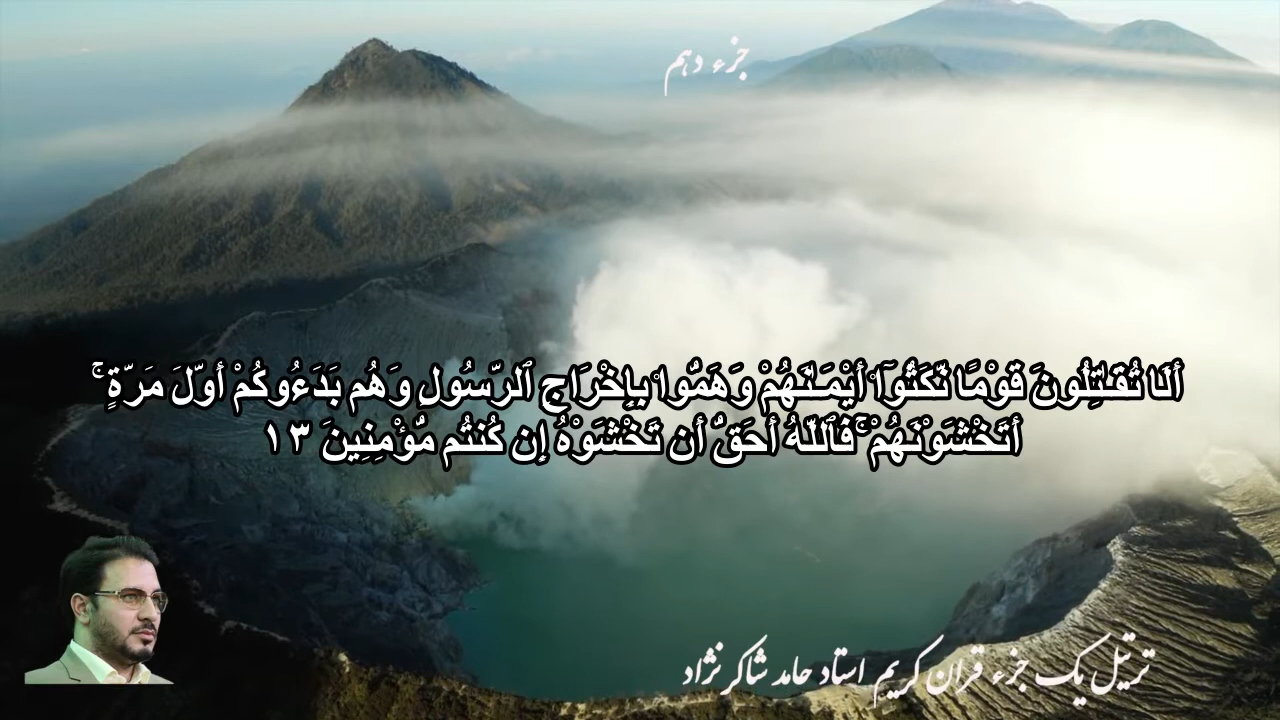 جزء دهم
أَلَا تُقَـٰتِلُونَ قَوْمًا نَّكَثُوٓا۟ أَيْمَـٰنَهُمْ وَهَمُّوا۟ بِإِخْرَاجِ ٱلرَّسُولِ وَهُم بَدَءُوكُمْ أَوَّلَ مَرَّةٍ ۚ
أَتَخْشَوْنَهُمْ ۚ فَٱللَّهُ أَحَقُّ أَن تَخْشَوْهُ إِن كُنتُم مُّؤْمِنِينَ ١٣
ترتیل یک جزء قران کریم استاد حامد شاکرنژاد